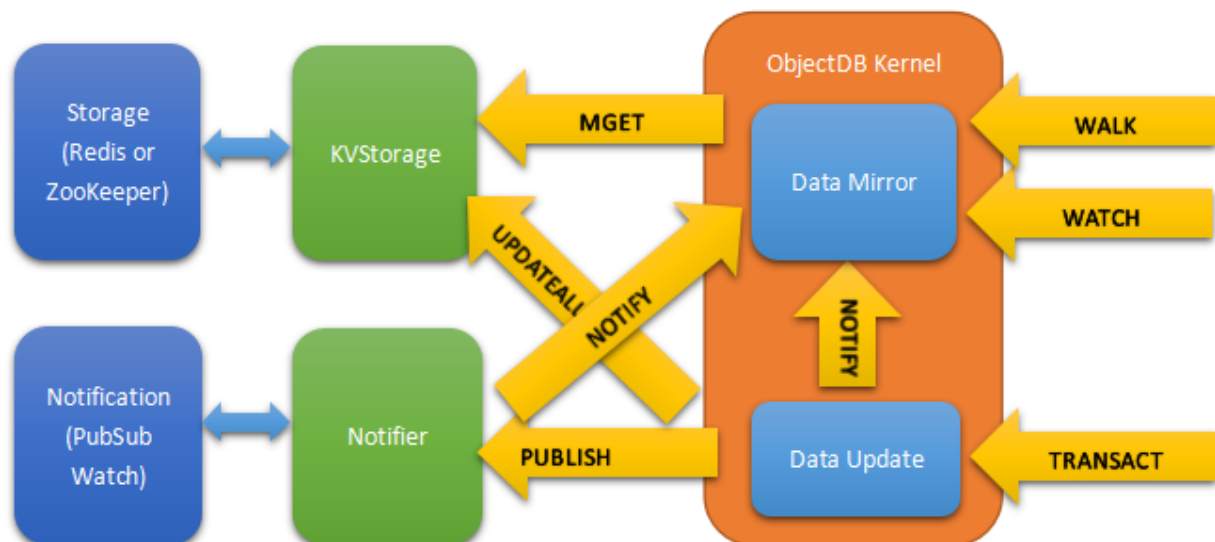 ObjectDB Kernel
Storage
(Redis or
ZooKeeper)
KVStorage
MGET
Data Mirror
WALK
WATCH
UPDATEALL
NOTIFY
NOTIFY
Notification
(PubSub
Watch)
Notifier
PUBLISH
Data Update
TRANSACT